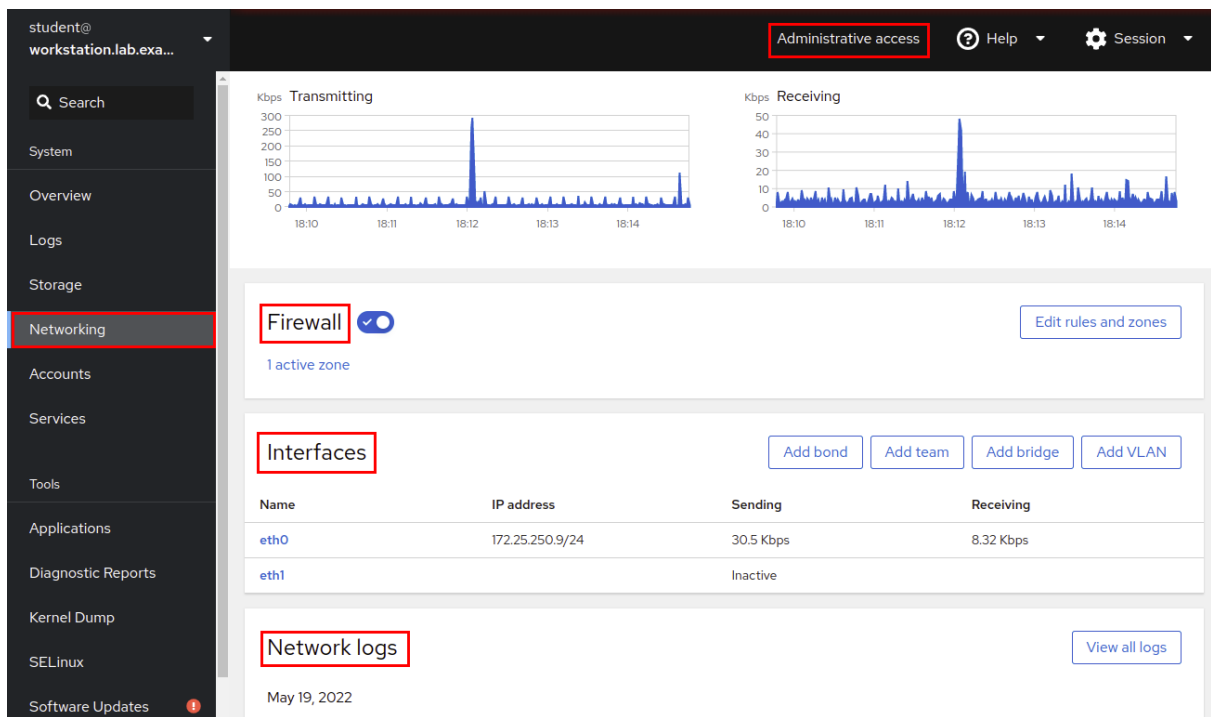 student@
workstation.lab.exa...
Administrative access
Help
Session
Search
System
Overview
Logs
Storage
Networking
Accounts
Services
Tools
Applications
Diagnostic Reports
Kernel Dump
SELinux
Software Updates
Kbps Transmitting
300
250
200
150
100
50
0
18:10 18:11 18:12 18:13 18:14
Kbps Receiving
50
40
30
20
10
0
18:10 18:11 18:12 18:13 18:14
Firewall
Edit rules and zones
1 active zone
Interfaces
Add bond Add team Add bridge Add VLAN
Name IP address Sending Receiving
eth0 172.25.250.9/24 30.5 Kbps 8.32 Kbps
eth1 Inactive
Network logs
View all logs
May 19, 2022